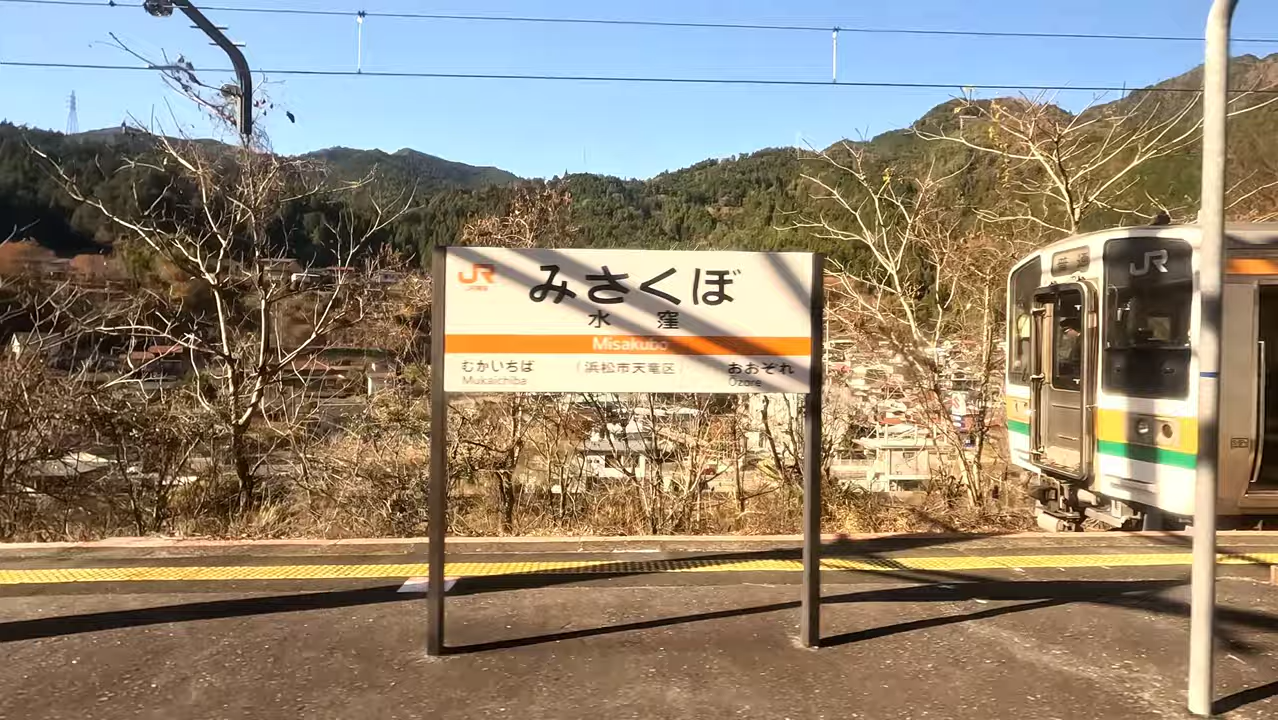 JR
JR東海
みさくぼ
水窪
Misakubo
むかいちば
Mukaichiba
(浜松市天竜区)
おおぞれ
Ōzore
JR